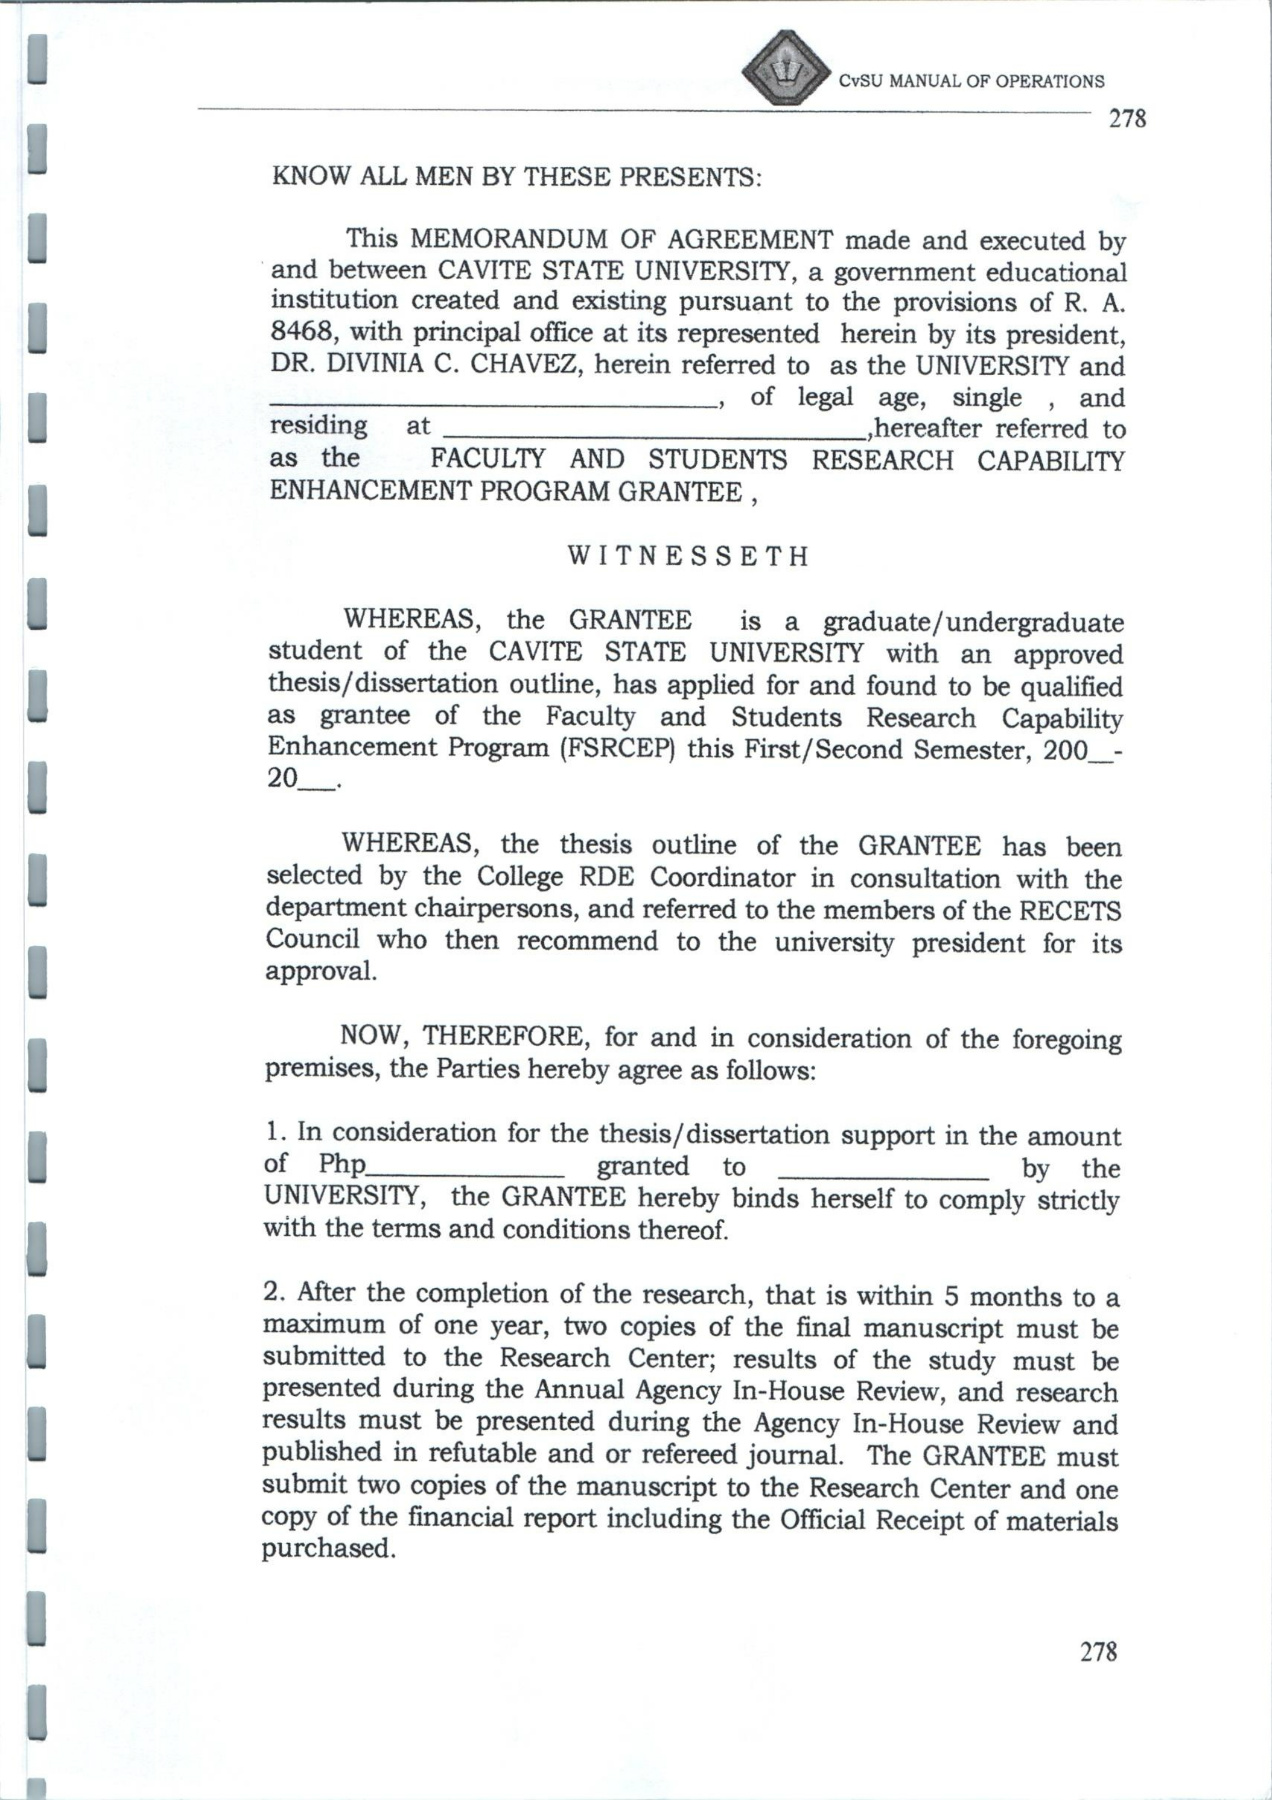 CvSU MANUAL OF OPERATIONS
278
KNOW ALL MEN BY THESE PRESENTS:
This MEMORANDUM OF AGREEMENT made and executed by
and between CAVITE STATE UNIVERSITY, a government educational
institution created and existing pursuant to the provisions of R. A.
8468, with principal office at its represented herein by its president,
DR. DIVINIA C. CHAVEZ, herein referred to as the UNIVERSITY and
______________________________, of legal age, single , and
residing at ____________________________,hereafter referred to
as the FACULTY AND STUDENTS RESEARCH CAPABILITY
ENHANCEMENT PROGRAM GRANTEE ,
W I T N E S S E T H
WHEREAS, the GRANTEE is a graduate/undergraduate
student of the CAVITE STATE UNIVERSITY with an approved
thesis/dissertation outline, has applied for and found to be qualified
as grantee of the Faculty and Students Research Capability
Enhancement Program (FSRCEP) this First/Second Semester, 200__-
20___.
WHEREAS, the thesis outline of the GRANTEE has been
selected by the College RDE Coordinator in consultation with the
department chairpersons, and referred to the members of the RECETS
Council who then recommend to the university president for its
approval.
NOW, THEREFORE, for and in consideration of the foregoing
premises, the Parties hereby agree as follows:
1. In consideration for the thesis/dissertation support in the amount
of Php_____________ granted to ______________ by the
UNIVERSITY, the GRANTEE hereby binds herself to comply strictly
with the terms and conditions thereof.
2. After the completion of the research, that is within 5 months to a
maximum of one year, two copies of the final manuscript must be
submitted to the Research Center; results of the study must be
presented during the Annual Agency In-House Review, and research
results must be presented during the Agency In-House Review and
published in refutable and or refereed journal. The GRANTEE must
submit two copies of the manuscript to the Research Center and one
copy of the financial report including the Official Receipt of materials
purchased.
278